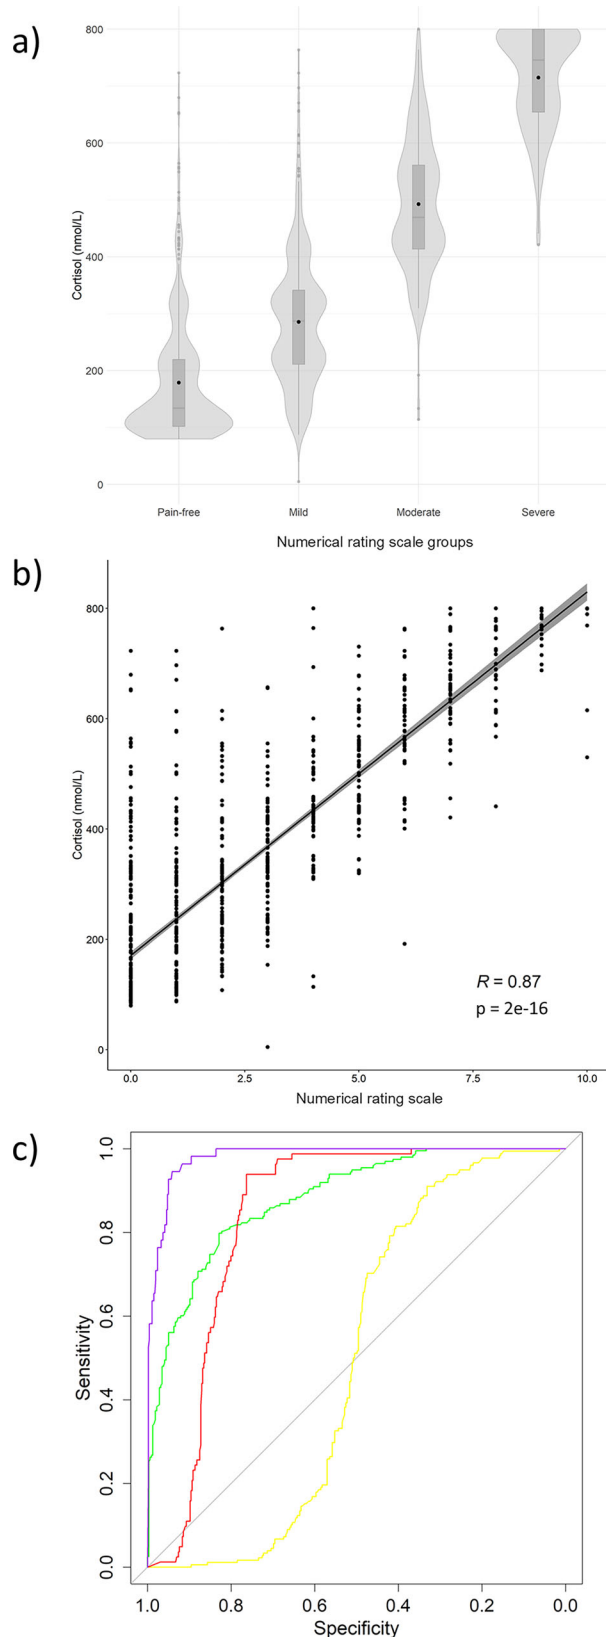 a)
800
600
400
200
0
Cortisol (nmol/L)
Pain-free Mild Moderate Severe
Numerical rating scale groups
b)
800
600
400
200
0
Cortisol (nmol/L)
R = 0.87
p = 2e-16
0.0 2.5 5.0 7.5 10.0
Numerical rating scale
c)
1.0
0.8
0.6
0.4
0.2
0.0
Sensitivity
1.0 0.8 0.6 0.4 0.2 0.0
Specificity